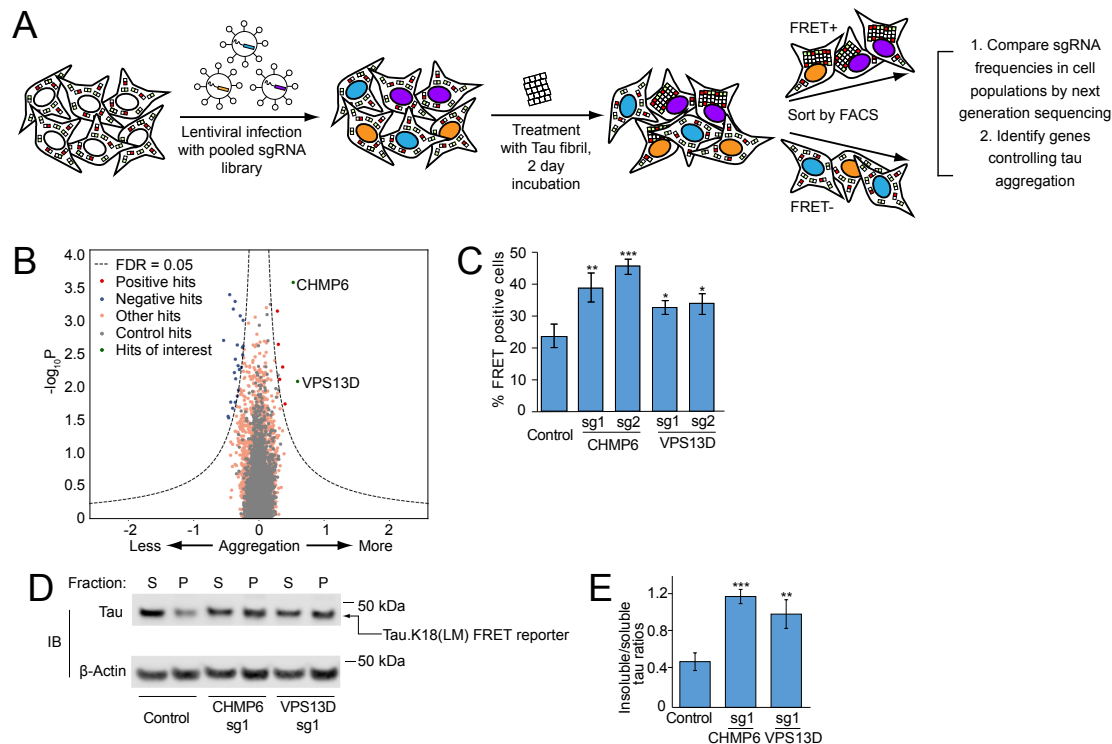 A
Lentiviral infection
with pooled sgRNA
library
Treatment
with Tau fibril,
2 day
incubation
FRET+
Sort by FACS
FRET-
1. Compare sgRNA
frequencies in cell
populations by next
generation sequencing
2. Identify genes
controlling tau
aggregation
B
-log10P
4.0
3.5
3.0
2.5
2.0
1.5
1.0
0.5
0
FDR = 0.05
Positive hits
Negative hits
Other hits
Control hits
Hits of interest
CHMP6
VPS13D
-2 -1 0 1 2
Less Aggregation More
C
% FRET positive cells
50
40
30
20
10
0
** *** * *
Control sg1 sg2 sg1 sg2
CHMP6 VPS13D
D
Fraction: S P S P S P
IB
Tau
50 kDa
Tau.K18(LM) FRET reporter
β-Actin
50 kDa
Control CHMP6 sg1 VPS13D sg1
E
Insoluble/soluble
tau ratios
1.2
0.8
0.4
0
*** **
Control sg1 sg1
CHMP6 VPS13D